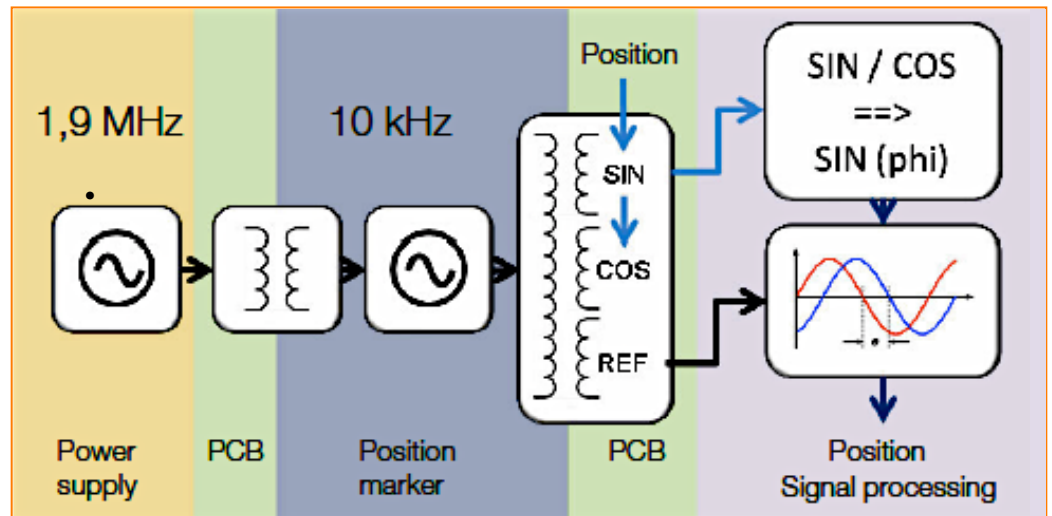 1,9 MHz
10 kHz
Position
SIN
COS
REF
SIN / COS
==>
SIN (phi)
Power
supply
PCB
Position
marker
PCB
Position
Signal processing